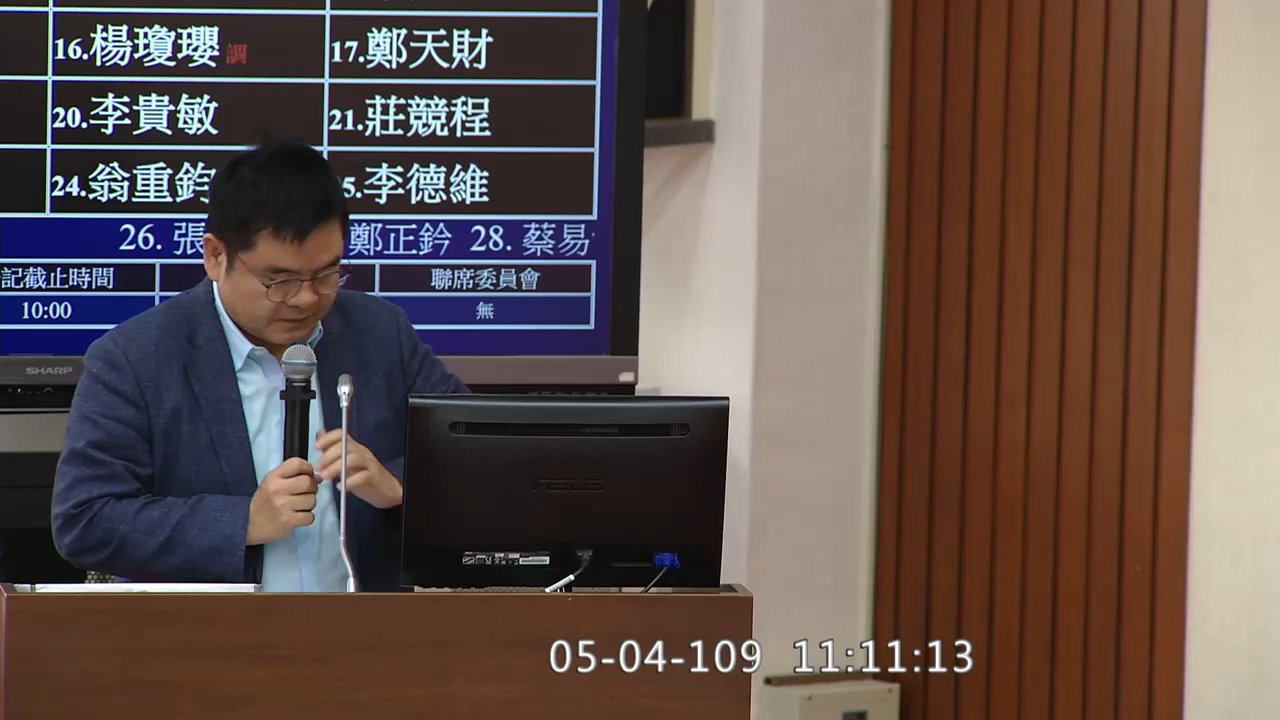 16.楊瓊瓔 調 17.鄭天財
20.李貴敏 21.莊競程
24.翁重鈞 5.李德維
26. 張 鄭正鈐 28. 蔡易
記截止時間 聯席委員會
10:00 無
SHARP
ASUS
05-04-109 11:11:13